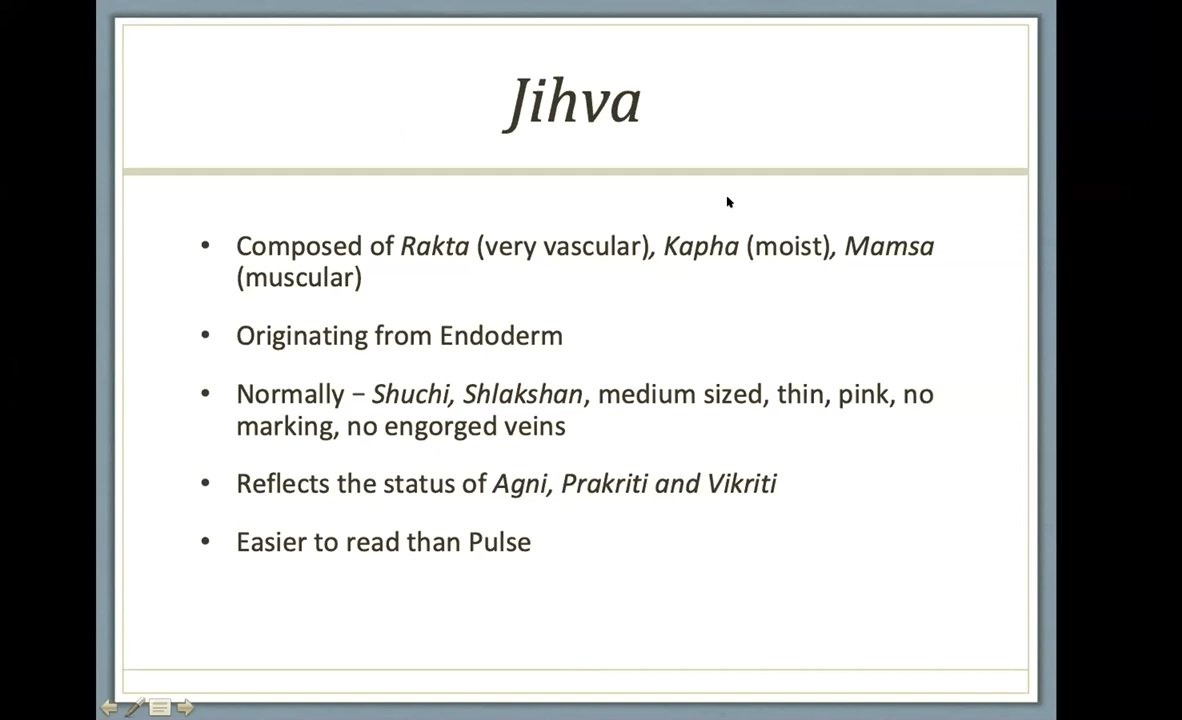 Jihva
• Composed of Rakta (very vascular), Kapha (moist), Mamsa
(muscular)
• Originating from Endoderm
• Normally – Shuchi, Shlakshan, medium sized, thin, pink, no
marking, no engorged veins
• Reflects the status of Agni, Prakriti and Vikriti
• Easier to read than Pulse